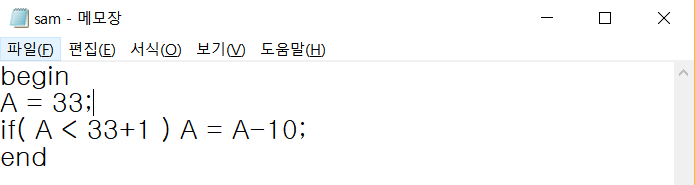 sam - 메모장
파일(F) 편집(E) 서식(O) 보기(V) 도움말(H)
begin
A = 33;
if( A < 33+1 ) A = A-10;
end